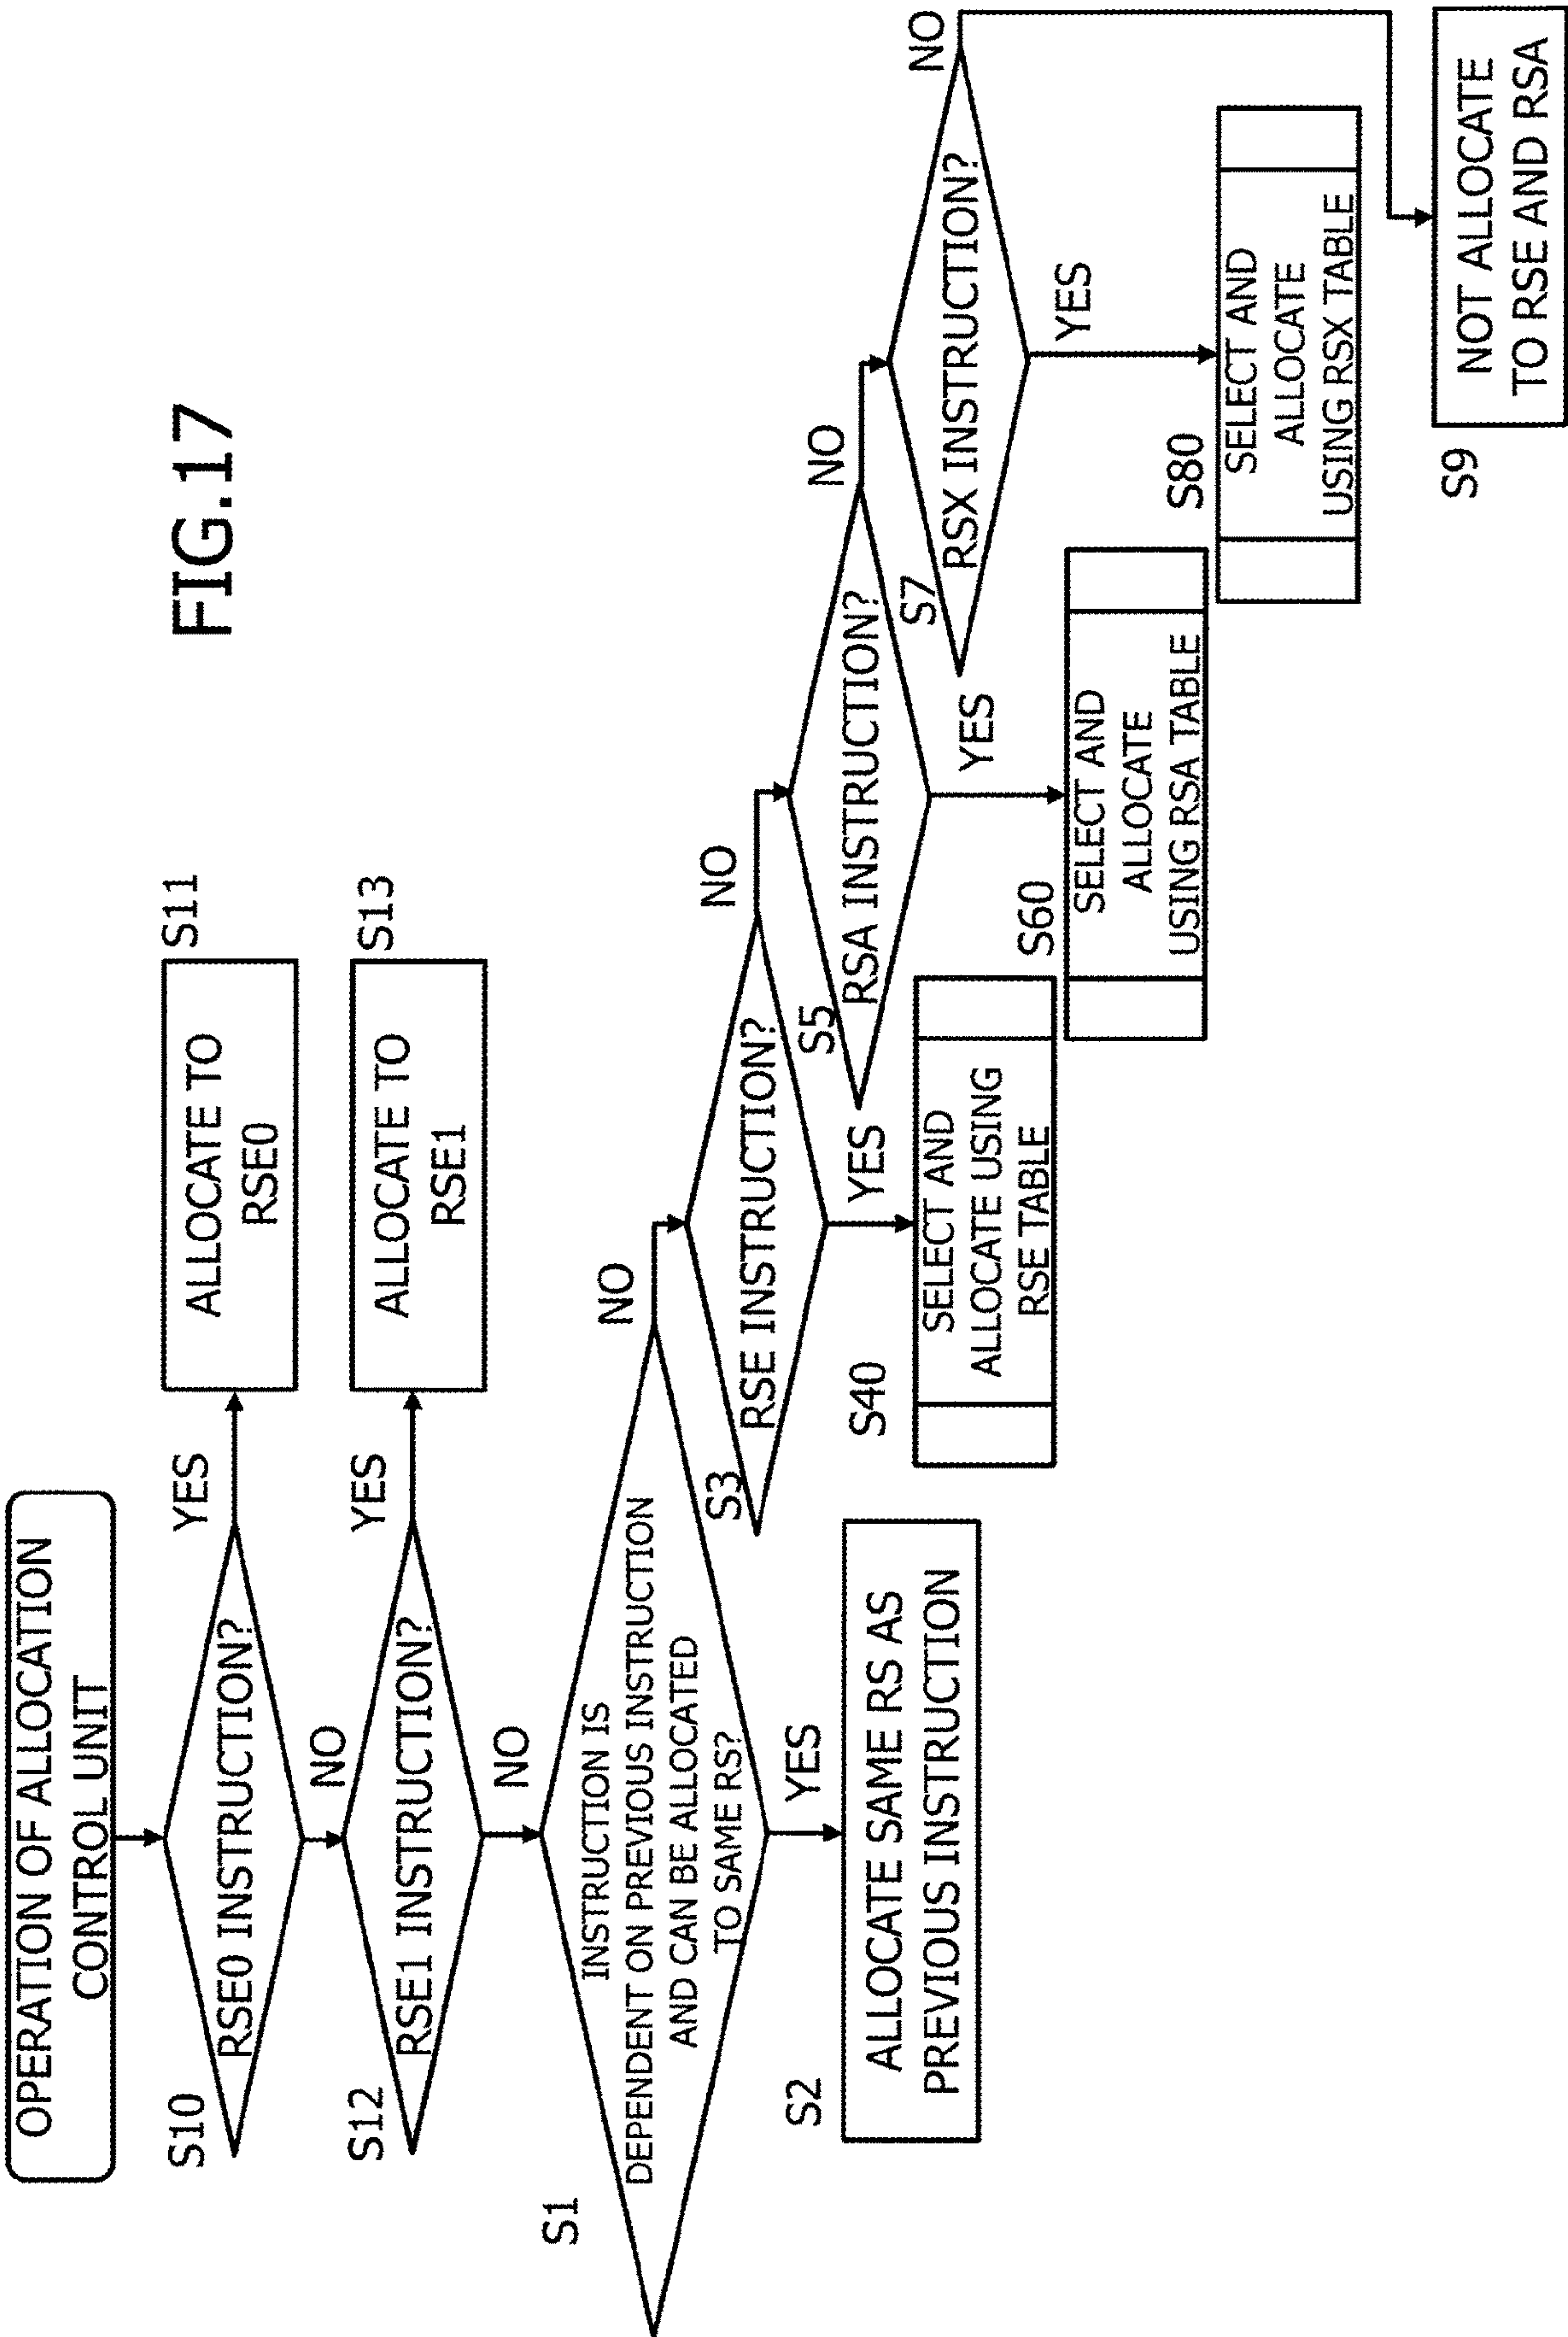 FIG.17
OPERATION OF ALLOCATION
CONTROL UNIT
S10
RSE0 INSTRUCTION?
YES
ALLOCATE TO
RSE0
S11
NO
S12
RSE1 INSTRUCTION?
YES
ALLOCATE TO
RSE1
S13
NO
S1
INSTRUCTION IS
DEPENDENT ON PREVIOUS INSTRUCTION
AND CAN BE ALLOCATED
TO SAME RS?
NO
YES
S2
ALLOCATE SAME RS AS
PREVIOUS INSTRUCTION
S3
RSE INSTRUCTION?
NO
YES
S40
SELECT AND
ALLOCATE USING
RSE TABLE
S5
RSA INSTRUCTION?
NO
YES
S60
SELECT AND
ALLOCATE
USING RSA TABLE
S7
RSX INSTRUCTION?
NO
YES
S80
SELECT AND
ALLOCATE
USING RSX TABLE
S9
NOT ALLOCATE
TO RSE AND RSA